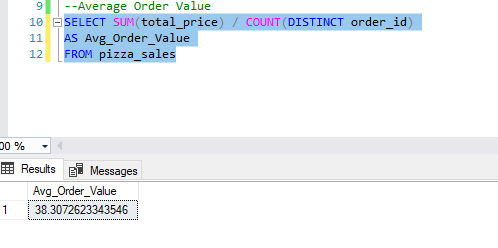 9 --Average Order Value
10 SELECT SUM(total_price) / COUNT(DISTINCT order_id)
11 AS Avg_Order_Value
12 FROM pizza_sales
00 %
Results Messages
Avg_Order_Value
1 38.3072623343546